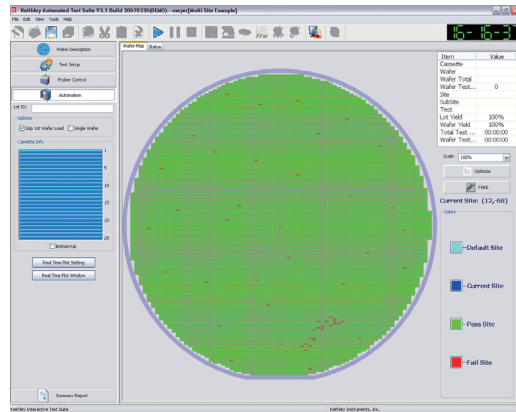 Keithley Automated Test Suite V3.1 Build 20070330(DEMO)---meyer[Multi Site Example]
File Edit View Tools Help
16-16-31
Wafer Description
Test Setup
Prober Control
Automation
Lot ID:
Options
Skip 1st Wafer Load Single Wafer
Cassette Info
1
5
10
15
20
25
Bottom-Up
Real Time Plot Setting
Real Time Plot Window
Summary Report
Wafer Map Status
Item Value
Cassette
Wafer
Wafer Total
Wafer Test... 0
Site
SubSite
Test
Lot Yield 100%
Wafer Yield 100%
Total Test ... 00:00:00
Wafer Test... 00:00:00
Scale: 100%
Optimize
FAKE
Current Site: (12,-68)
Colors
Default Site
Current Site
Pass Site
Fail Site
Keithley Interactive Test Suite
Keithley Instruments, Inc.